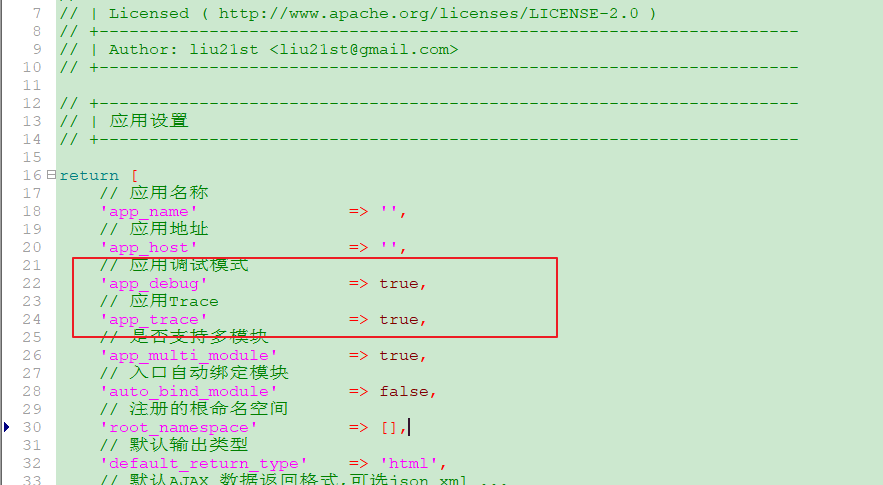 7 // | Licensed ( http://www.apache.org/licenses/LICENSE-2.0 )
8 // +----------------------------------------------------------------------
9 // | Author: liu21st <liu21st@gmail.com>
10 // +----------------------------------------------------------------------
11
12 // +----------------------------------------------------------------------
13 // | 应用设置
14 // +----------------------------------------------------------------------
15
16 return [
17 // 应用名称
18 'app_name' => '',
19 // 应用地址
20 'app_host' => '',
21 // 应用调试模式
22 'app_debug' => true,
23 // 应用Trace
24 'app_trace' => true,
25 // 是否支持多模块
26 'app_multi_module' => true,
27 // 入口自动绑定模块
28 'auto_bind_module' => false,
29 // 注册的根命名空间
30 'root_namespace' => [],
31 // 默认输出类型
32 'default_return_type' => 'html',
33 // 默认AJAX 数据返回格式,可选json xml ...